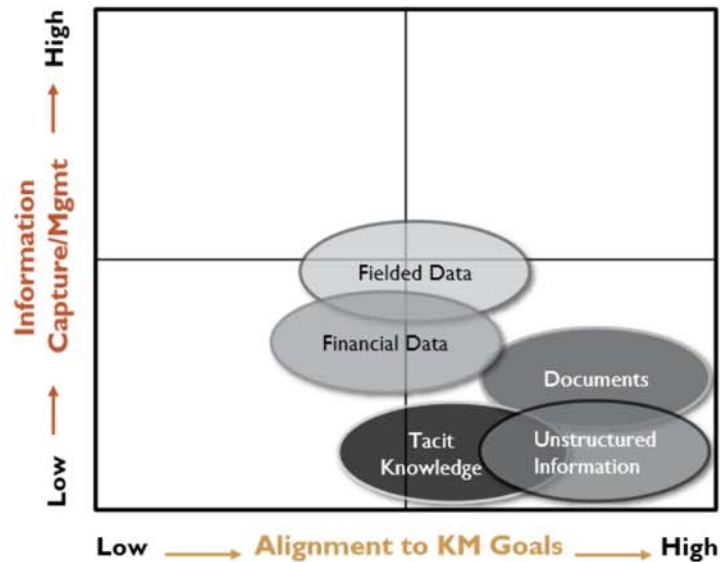 High
Information
Capture/Mgmt
Low
Fielded Data
Financial Data
Documents
Tacit
Knowledge
Unstructured
Information
Low
Alignment to KM Goals
High